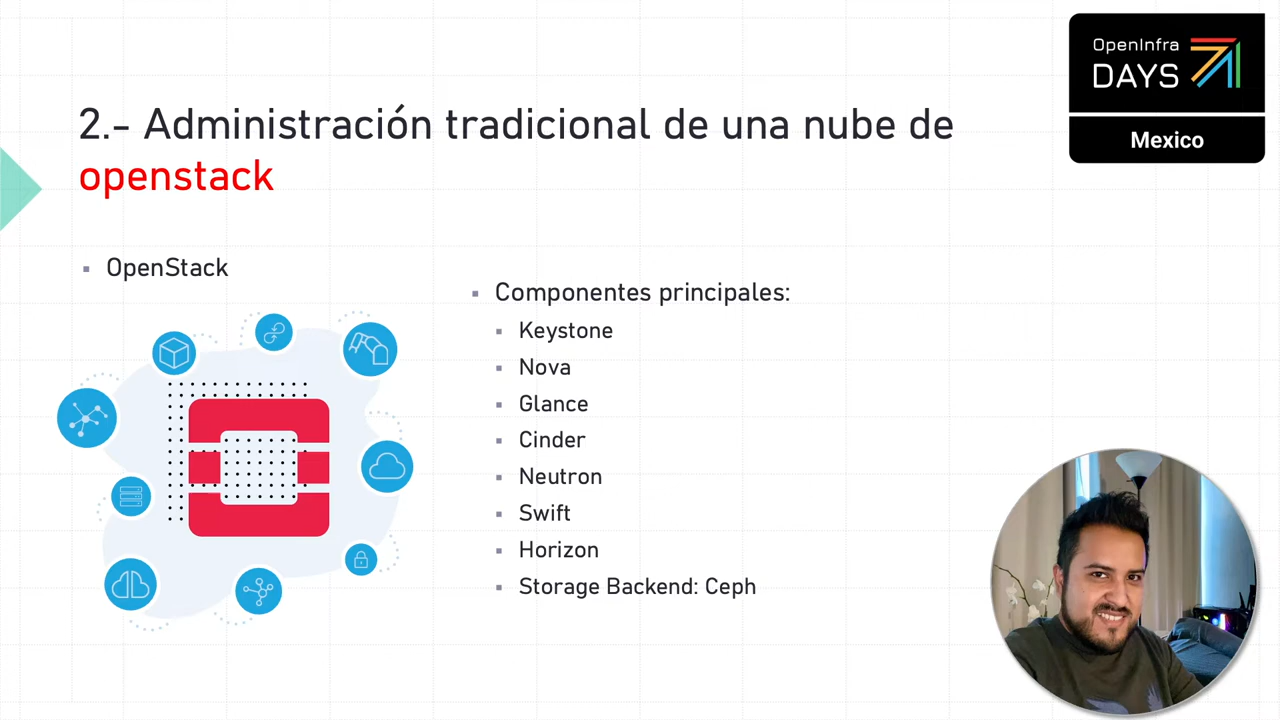 OpenInfra
DAYS
Mexico
2.- Administración tradicional de una nube de
openstack
OpenStack
Componentes principales:
Keystone
Nova
Glance
Cinder
Neutron
Swift
Horizon
Storage Backend: Ceph